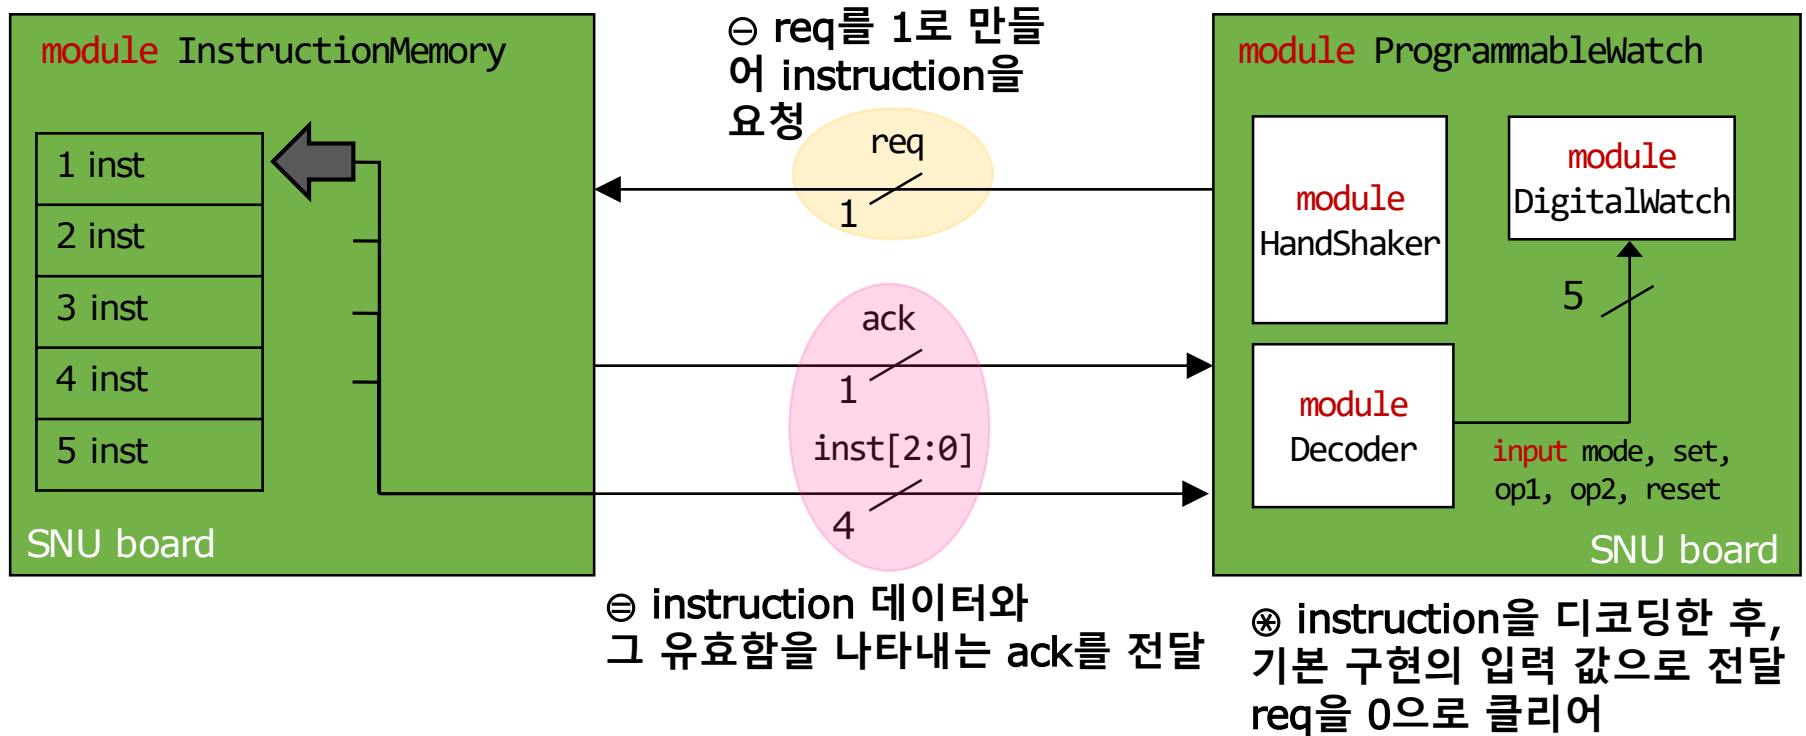 module InstructionMemory
1 inst
2 inst
3 inst
4 inst
5 inst
SNU board
⊖ req를 1로 만들
어 instruction을
요청
req
1
ack
1
inst[2:0]
4
⊜ instruction 데이터와
그 유효함을 나타내는 ack를 전달
module ProgrammableWatch
module
HandShaker
module
DigitalWatch
5
module
Decoder
input mode, set,
op1, op2, reset
SNU board
⊛ instruction을 디코딩한 후,
기본 구현의 입력 값으로 전달
req을 0으로 클리어